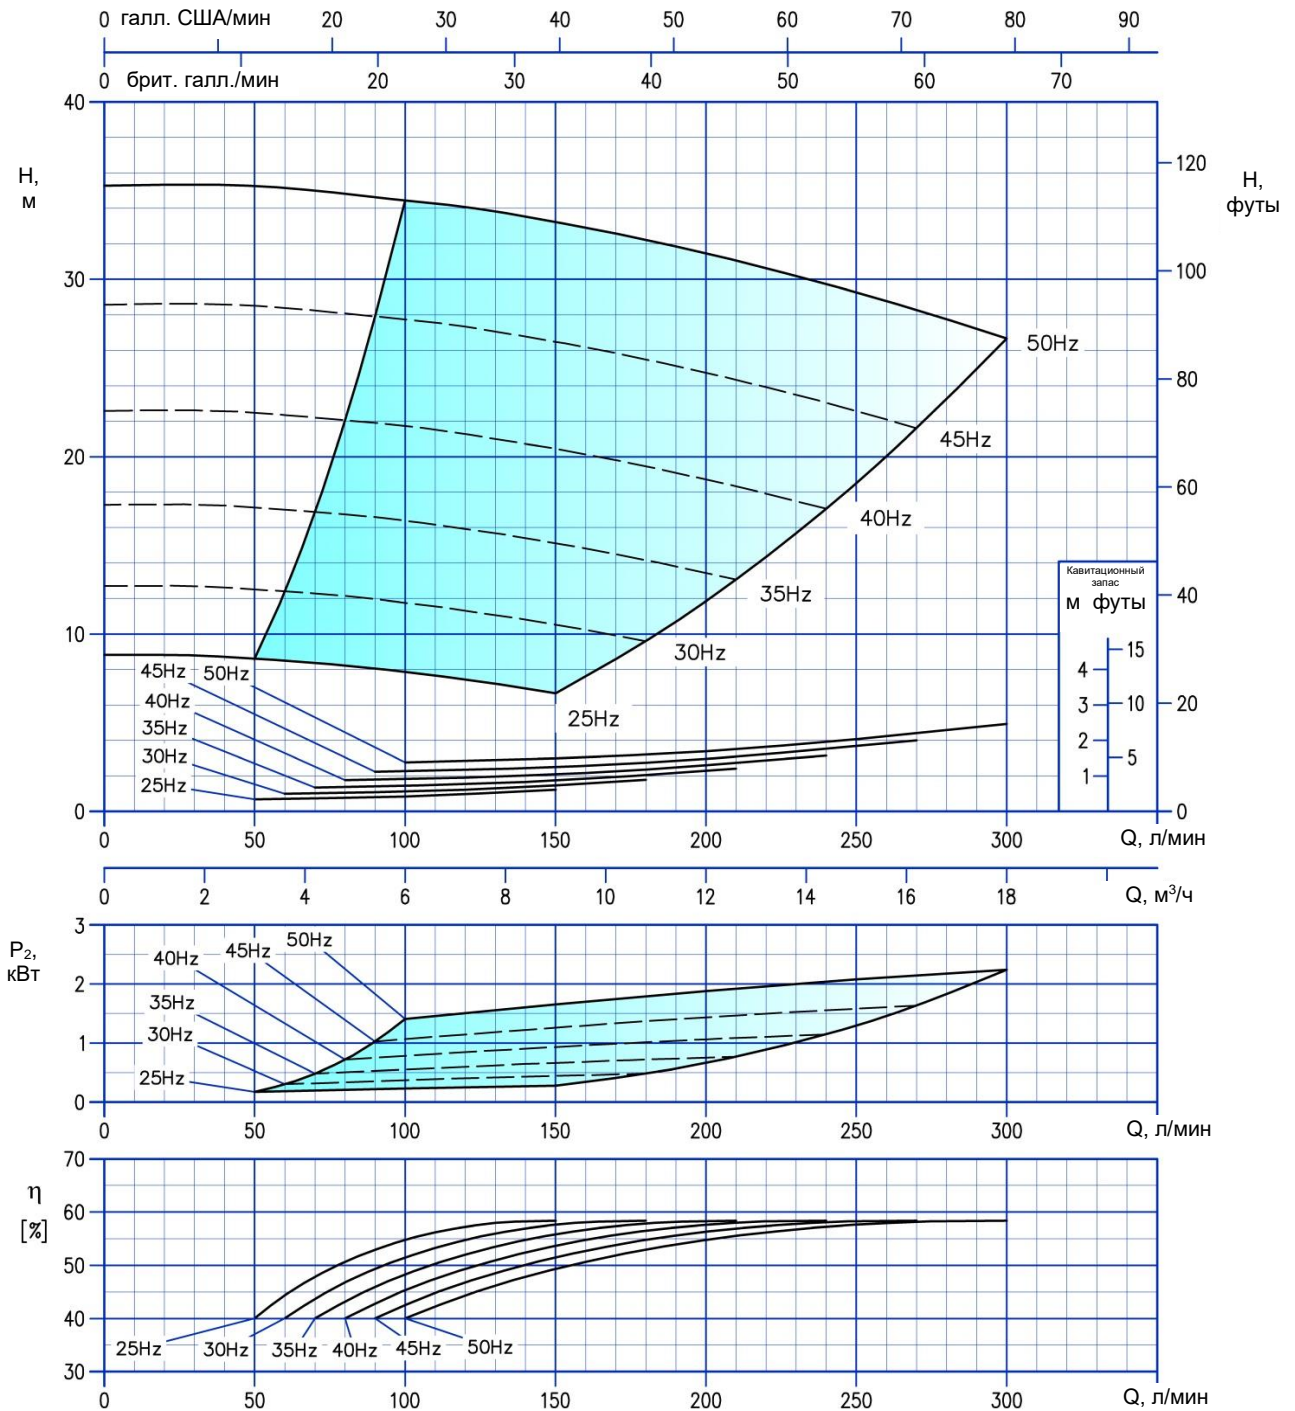 0 галл. США/мин 20 30 40 50 60 70 80 90
0 брит. галл./мин 20 30 40 50 60 70
40
Н,
м
120
Н,
футы
30
100
50Hz
80
45Hz
20
60
40Hz
Кавитационный
запас
м футы
35Hz
40
10
30Hz
15
45Hz 50Hz
4
40Hz
3
10
20
25Hz
35Hz
2
30Hz
5
1
25Hz
0
0
0 50 100 150 200 250 300 Q, л/мин
0 2 4 6 8 10 12 14 16 18 Q, м³/ч
3
P₂,
кВт
50Hz
45Hz
40Hz
2
35Hz
30Hz
1
25Hz
0
0 50 100 150 200 250 300 Q, л/мин
70
η
[%]
60
50
40
25Hz 30Hz 35Hz 40Hz 45Hz 50Hz
30
0 50 100 150 200 250 300 Q, л/мин